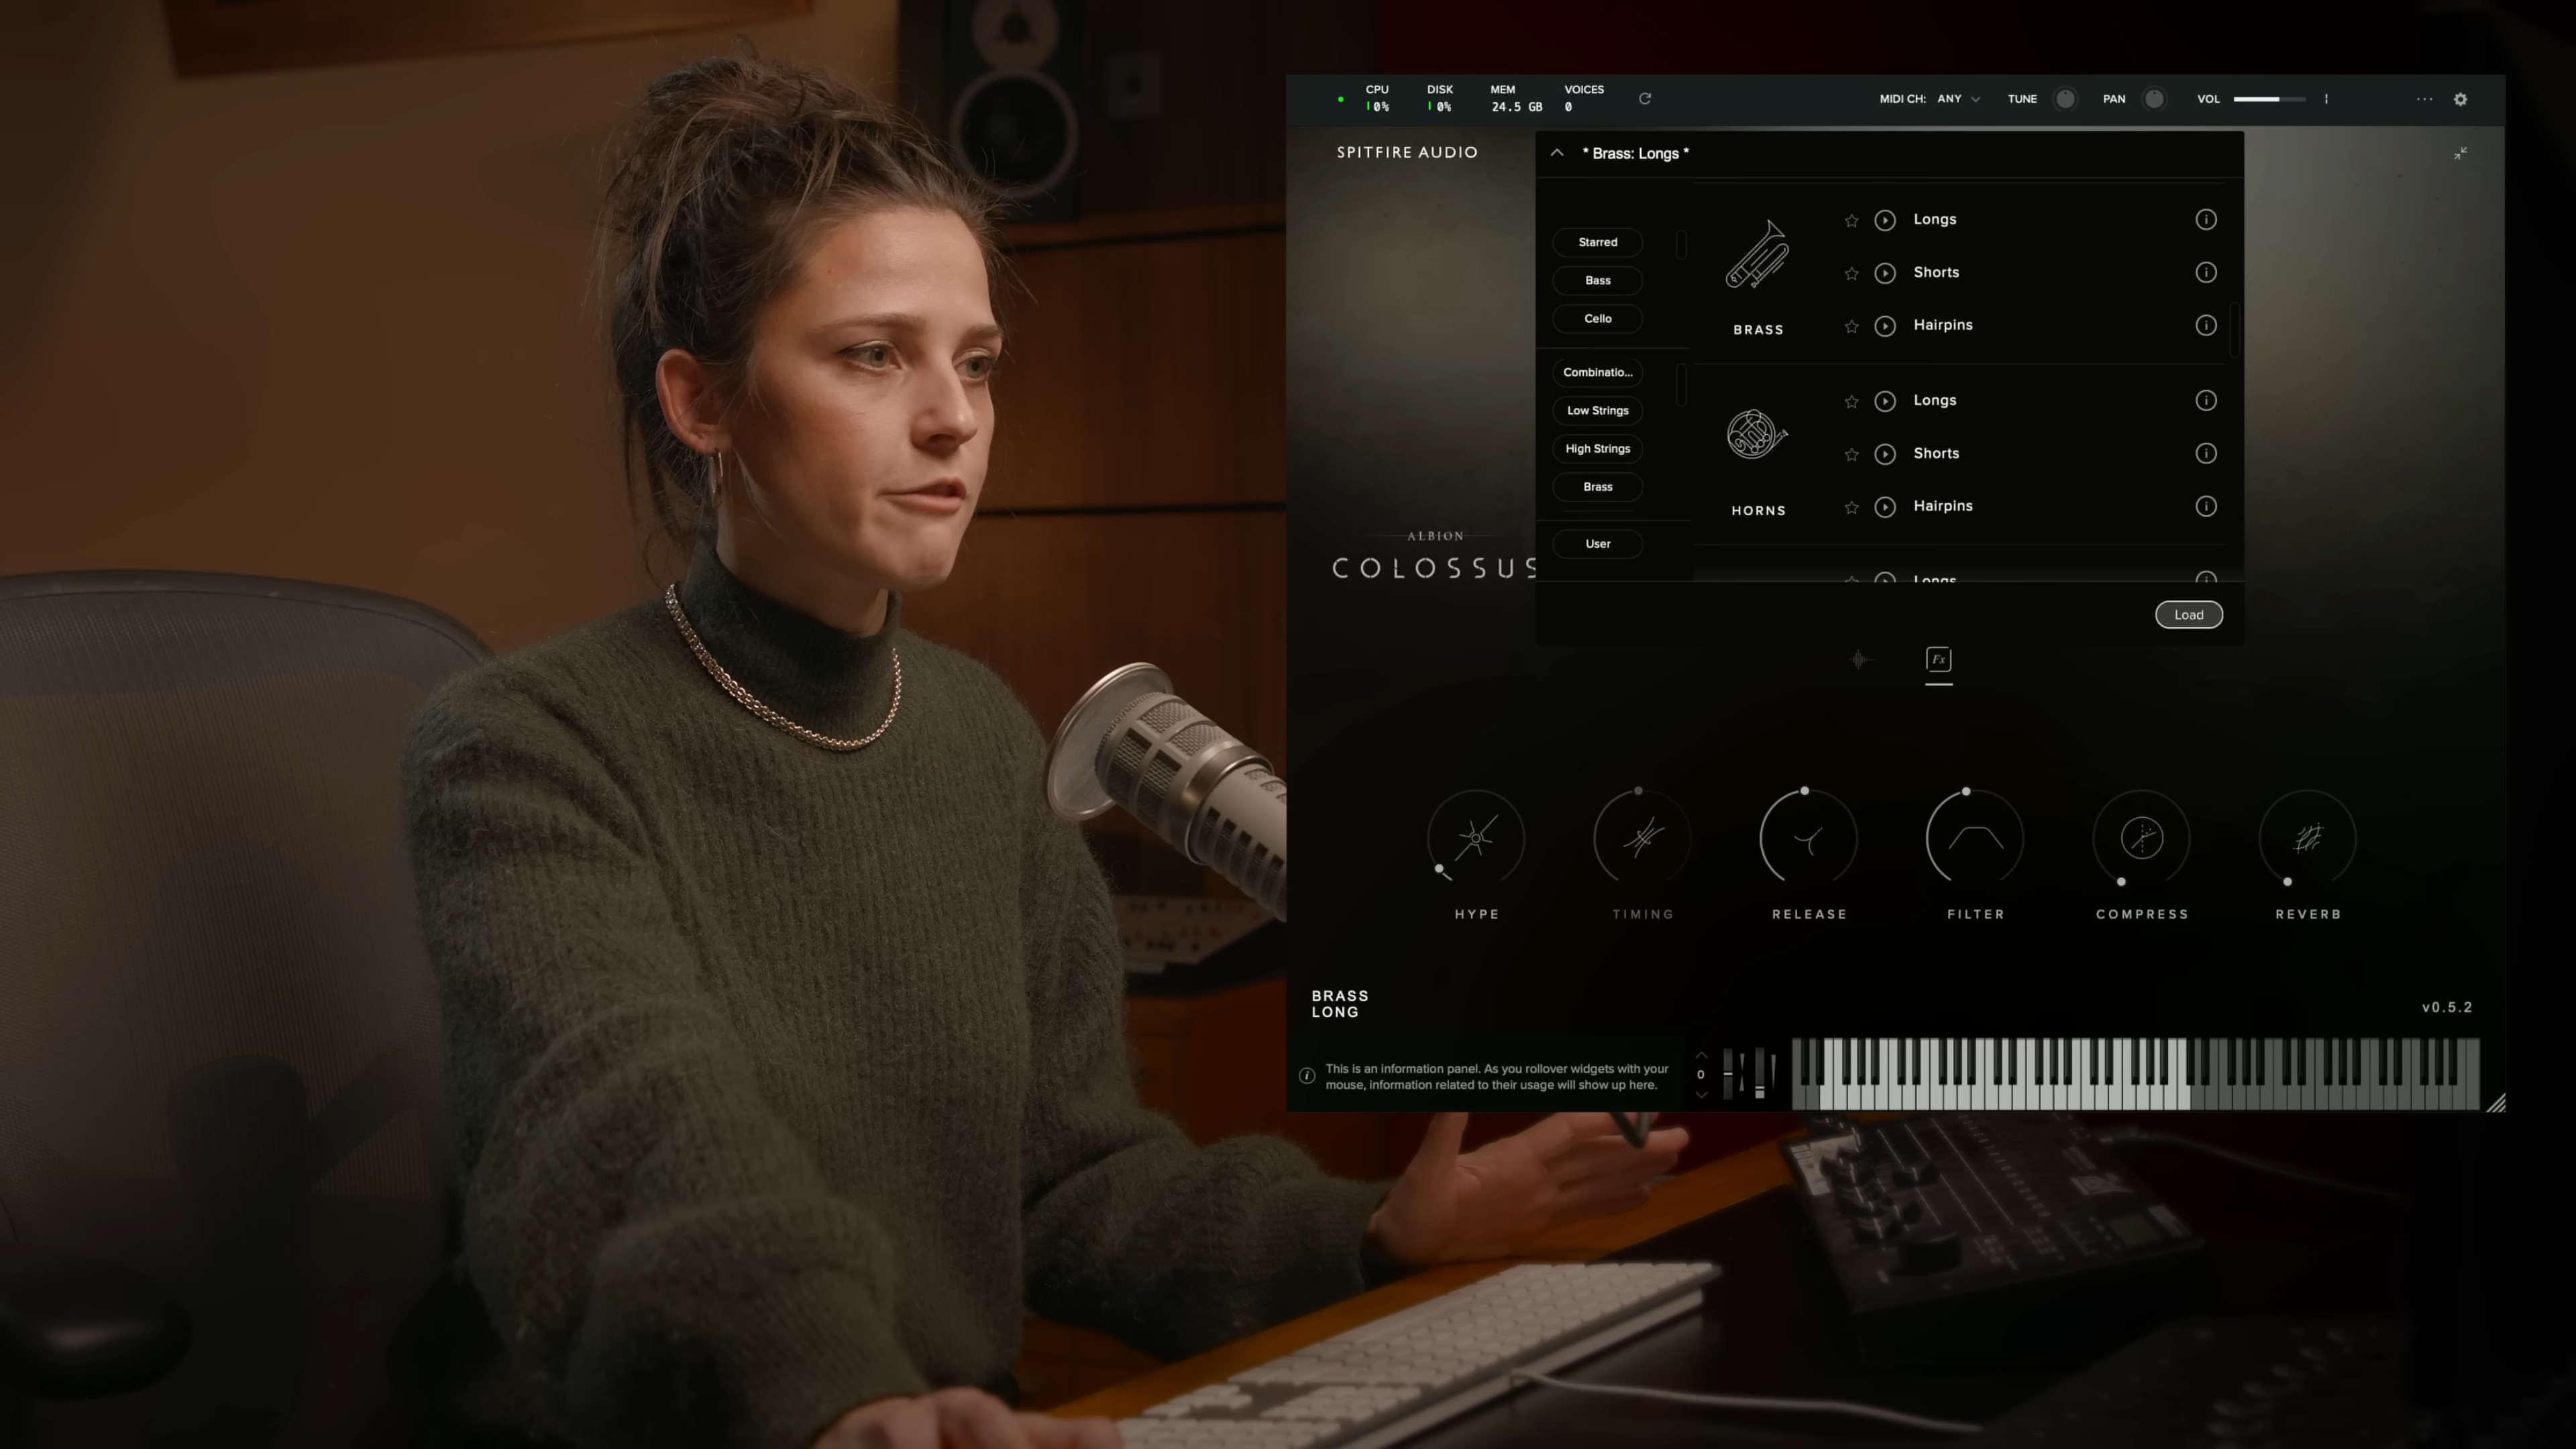 CPU DISK MEM VOICES
0% 0% 24.5 GB 0
MIDI CH: ANY TUNE PAN VOL
SPITFIRE AUDIO
* Brass: Longs *
Starred
Bass
Cello
Combinatio...
Low Strings
High Strings
Brass
User
BRASS
Longs
Shorts
Hairpins
HORNS
Longs
Shorts
Hairpins
Longs
Load
ALBION
COLOSSUS
Fx
HYPE TIMING RELEASE FILTER COMPRESS REVERB
BRASS
LONG
v0.5.2
This is an information panel. As you rollover widgets with your
mouse, information related to their usage will show up here.
0